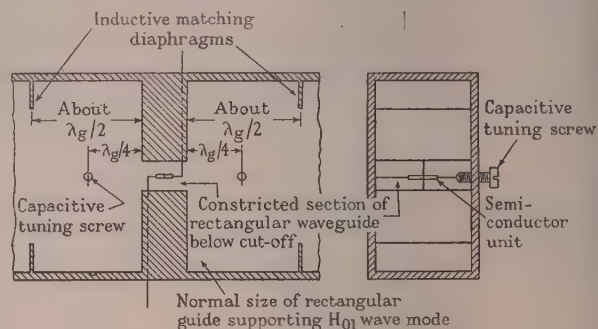 Inductive matching
diaphragms
About
λg/2
About
λg/2
λg/4
λg/4
Capacitive
tuning screw
Constricted section of
rectangular waveguide
below cut-off
Normal size of rectangular
guide supporting H01 wave mode
Capacitive
tuning screw
Semi-
conductor
unit